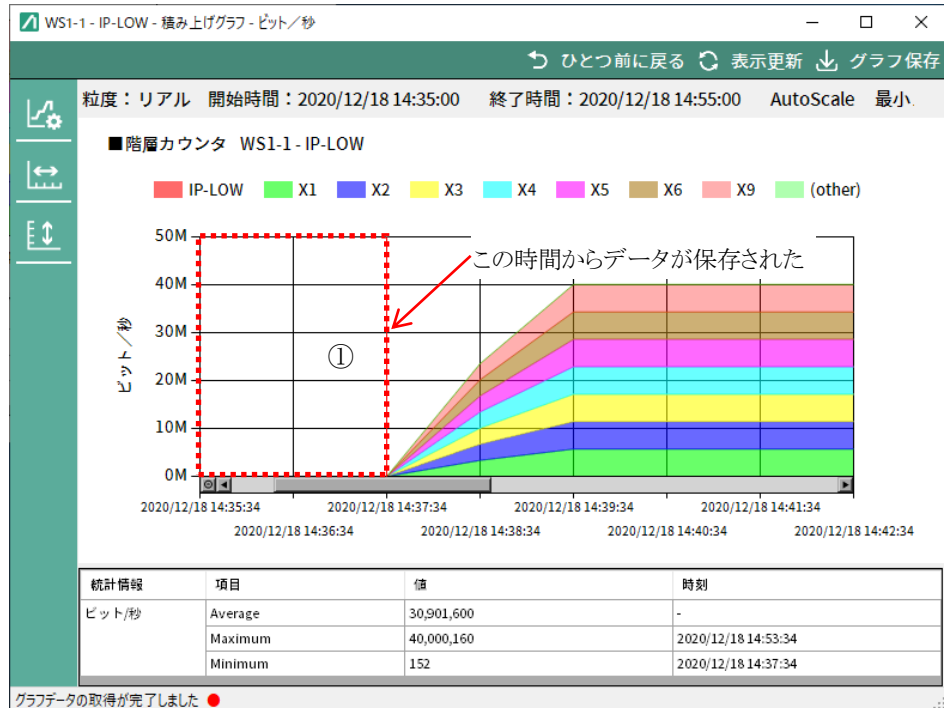 WS1-1 - IP-LOW - 積み上げグラフ - ビット／秒
ひとつ前に戻る 表示更新 グラフ保存
粒度：リアル 開始時間：2020/12/18 14:35:00 終了時間：2020/12/18 14:55:00 AutoScale 最小
■階層カウンタ WS1-1 - IP-LOW
IP-LOW X1 X2 X3 X4 X5 X6 X9 (other)
50M
この時間からデータが保存された
40M
30M
①
ビット／秒
20M
10M
0M
2020/12/18 14:35:34 2020/12/18 14:37:34 2020/12/18 14:39:34 2020/12/18 14:41:34
2020/12/18 14:36:34 2020/12/18 14:38:34 2020/12/18 14:40:34 2020/12/18 14:42:34
統計情報 項目 値 時刻
ビット/秒 Average 30,901,600 -
Maximum 40,000,160 2020/12/18 14:53:34
Minimum 152 2020/12/18 14:37:34
グラフデータの取得が完了しました